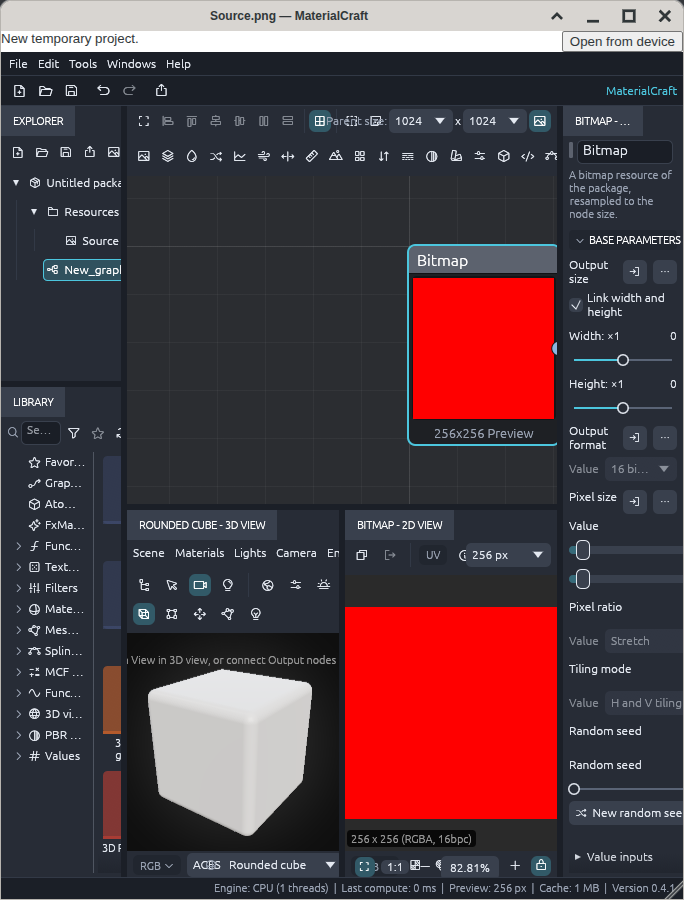 Source.png — MaterialCraft
New temporary project.
Open from device
File Edit Tools Windows Help
MaterialCraft
EXPLORER
Untitled packa
Resources
Source
New_grap
LIBRARY
Se...
Favor...
Grap...
Ato...
FxMa...
Func...
Text...
Filters
Mate...
Mes...
Splin...
MCF ...
Func...
3D vi...
PBR ...
Values
3D F
Parent size:
1024 x 1024
Bitmap
256x256 Preview
ROUNDED CUBE - 3D VIEW
Scene Materials Lights Camera En
View in 3D view, or connect Output nodes
RGB
ACES
Rounded cube
BITMAP - 2D VIEW
UV
256 px
256 x 256 (RGBA, 16bpc)
1:1
82.81%
BITMAP - ...
Bitmap
A bitmap resource of
the package,
resampled to the
node size.
BASE PARAMETERS
Output
size
Link width and
height
Width: ×1 0
Height: ×1 0
Output
format
Value 16 bi...
Pixel size
Value
Pixel ratio
Value Stretch
Tiling mode
Value H and V tiling
Random seed
Random seed
New random see
Value inputs
Engine: CPU (1 threads) | Last compute: 0 ms | Preview: 256 px | Cache: 1 MB | Version 0.4.1